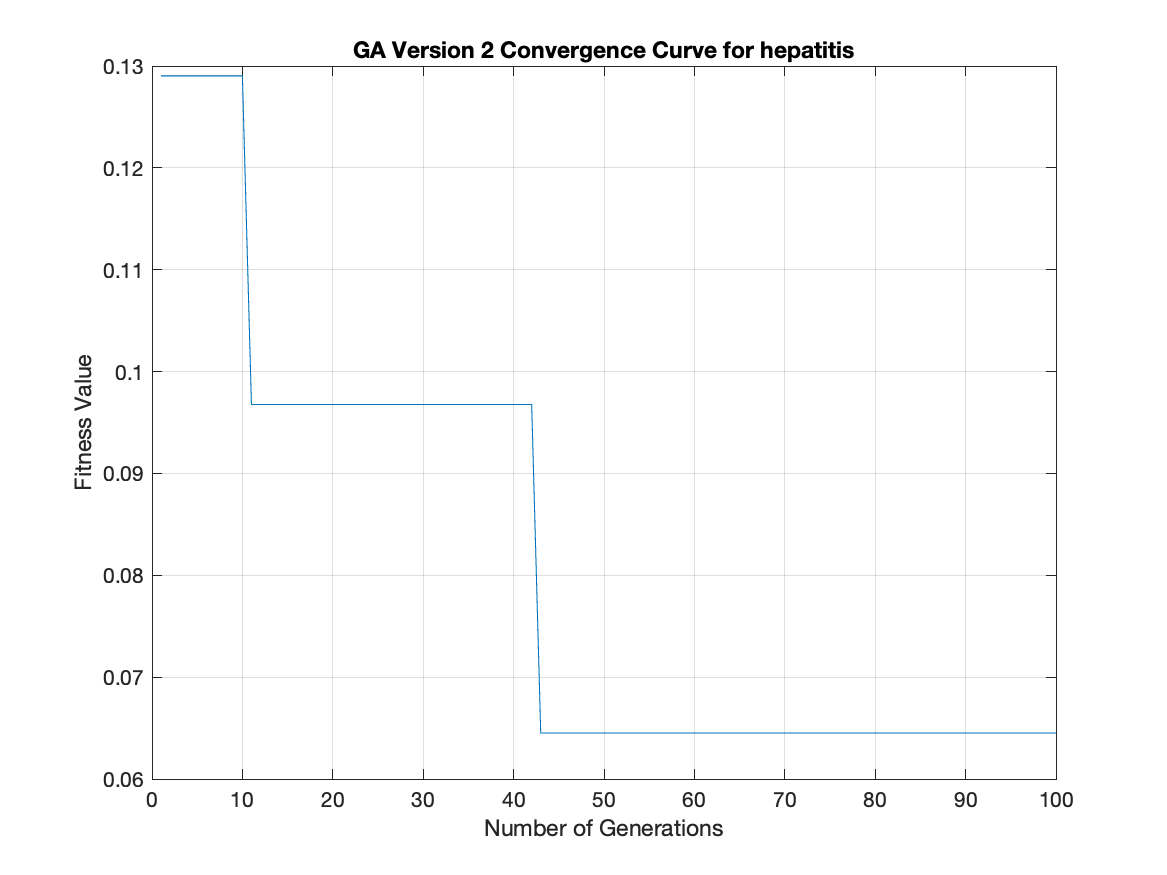 GA Version 2 Convergence Curve for hepatitis
0.13
0.12
0.11
0.1
0.09
0.08
0.07
0.06
Fitness Value
0 10 20 30 40 50 60 70 80 90 100
Number of Generations